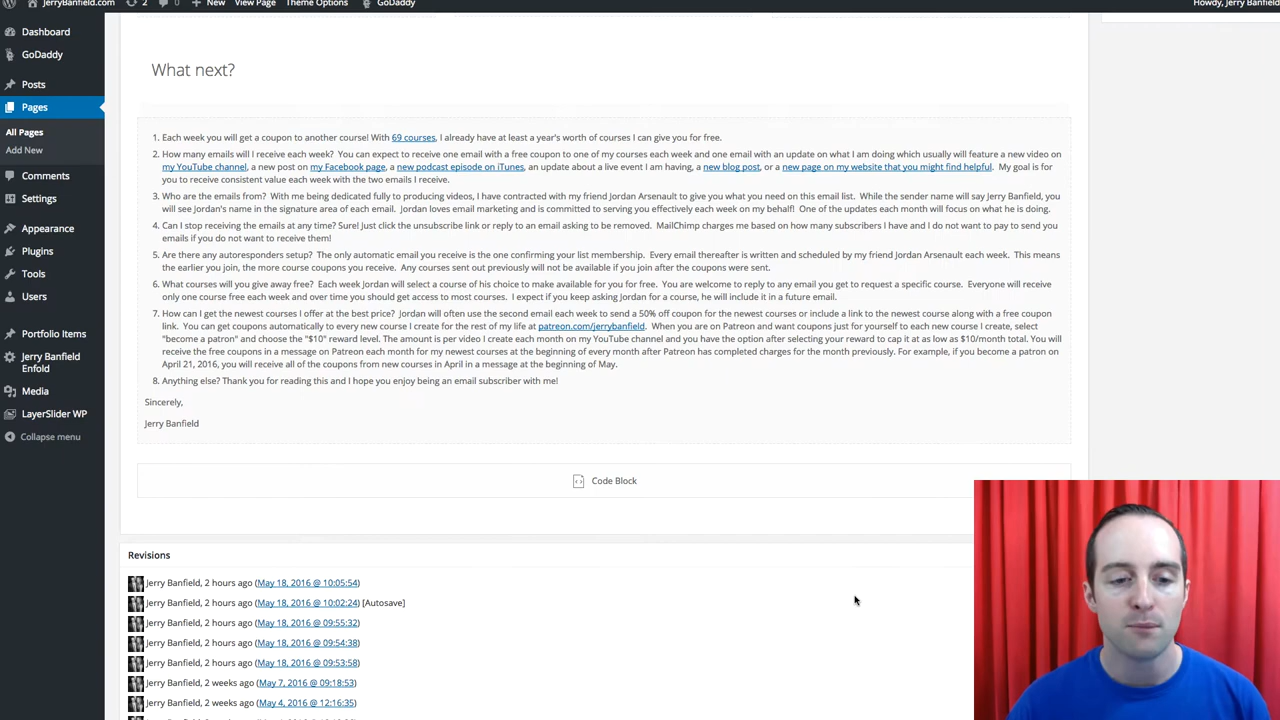 JerryBanfield.com 2 0 New View Page Theme Options GoDaddy Howdy, Jerry Banfield
Dashboard
GoDaddy
Posts
Pages
All Pages
Add New
Comments
Settings
Appearance
Plugins
Tools
Users
Portfolio Items
Jerry Banfield
Enfold
Media
LayerSlider WP
Collapse menu
What next?
1. Each week you will get a coupon to another course! With 69 courses, I already have at least a year's worth of courses I can give you for free.
2. How many emails will I receive each week? You can expect to receive one email with a free coupon to one of my courses each week and one email with an update on what I am doing which usually will feature a new video on
my YouTube channel, a new post on my Facebook page, a new podcast episode on iTunes, an update about a live event I am having, a new blog post, or a new page on my website that you might find helpful. My goal is for
you to receive consistent value each week with the two emails I receive.
3. Who are the emails from? With me being dedicated fully to producing videos, I have contracted with my friend Jordan Arsenault to give you what you need on this email list. While the sender name will say Jerry Banfield, you
will see Jordan's name in the signature area of each email. Jordan loves email marketing and is committed to serving you effectively each week on my behalf! One of the updates each month will focus on what he is doing.
4. Can I stop receiving the emails at any time? Sure! Just click the unsubscribe link or reply to an email asking to be removed. MailChimp charges me based on how many subscribers I have and I do not want to pay to send you
emails if you do not want to receive them!
5. Are there any autoresponders setup? The only automatic email you receive is the one confirming your list membership. Every email thereafter is written and scheduled by my friend Jordan Arsenault each week. This means
the earlier you join, the more course coupons you receive. Any courses sent out previously will not be available if you join after the coupons were sent.
6. What courses will you give away free? Each week Jordan will select a course of his choice to make available for you for free. You are welcome to reply to any email you get to request a specific course. Everyone will receive
only one course free each week and over time you should get access to most courses. I expect if you keep asking Jordan for a course, he will include it in a future email.
7. How can I get the newest courses I offer at the best price? Jordan will often use the second email each week to send a 50% off coupon for the newest courses or include a link to the newest course along with a free coupon
link. You can get coupons automatically to every new course I create for the rest of my life at patreon.com/jerrybanfield. When you are on Patreon and want coupons just for yourself to each new course I create, select
"become a patron" and choose the "$10" reward level. The amount is per video I create each month on my YouTube channel and you have the option after selecting your reward to cap it at as low as $10/month total. You will
receive the free coupons in a message on Patreon each month for my newest courses at the beginning of every month after Patreon has completed charges for the month previously. For example, if you become a patron on
April 21, 2016, you will receive all of the coupons from new courses in April in a message at the beginning of May.
8. Anything else? Thank you for reading this and I hope you enjoy being an email subscriber with me!
Sincerely,
Jerry Banfield
Code Block
Revisions
Jerry Banfield, 2 hours ago (May 18, 2016 @ 10:05:54)
Jerry Banfield, 2 hours ago (May 18, 2016 @ 10:02:24) [Autosave]
Jerry Banfield, 2 hours ago (May 18, 2016 @ 09:55:32)
Jerry Banfield, 2 hours ago (May 18, 2016 @ 09:54:38)
Jerry Banfield, 2 hours ago (May 18, 2016 @ 09:53:58)
Jerry Banfield, 2 weeks ago (May 7, 2016 @ 09:18:53)
Jerry Banfield, 2 weeks ago (May 4, 2016 @ 12:16:35)